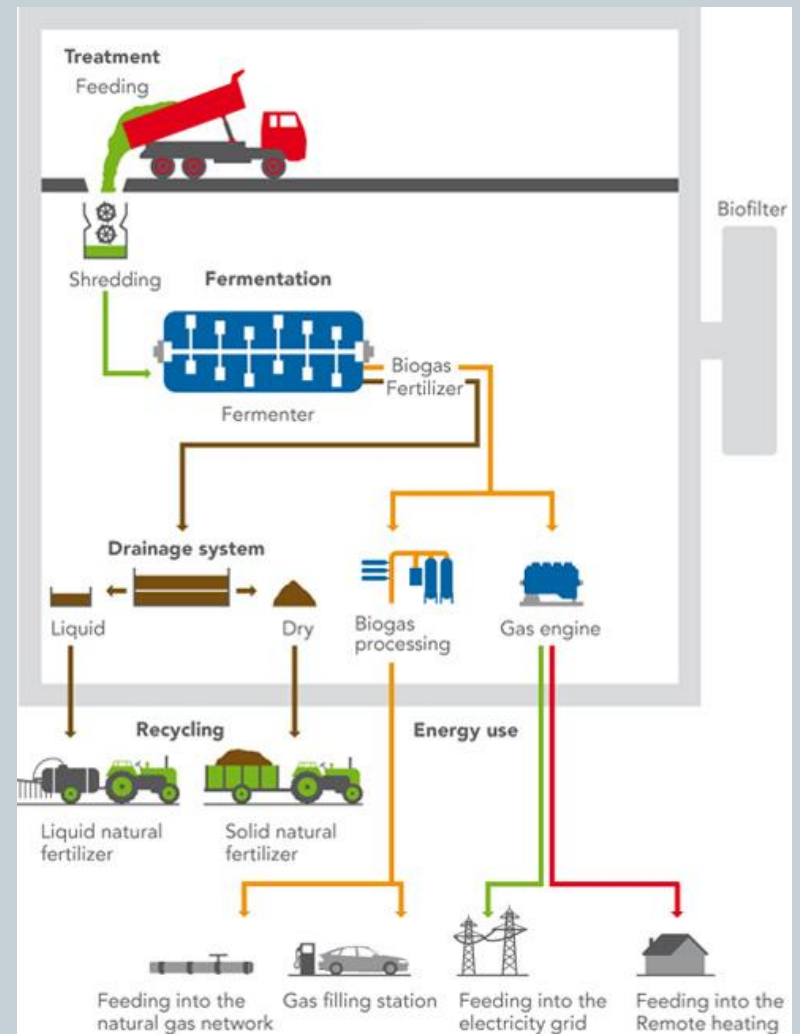 Treatment
Feeding
Biofilter
Shredding
Fermentation
Biogas
Fertilizer
Fermenter
Drainage system
Liquid
Dry
Biogas
processing
Gas engine
Recycling
Energy use
Liquid natural
fertilizer
Solid natural
fertilizer
Feeding into the
natural gas network
Gas filling station
Feeding into the
electricity grid
Feeding into the
Remote heating